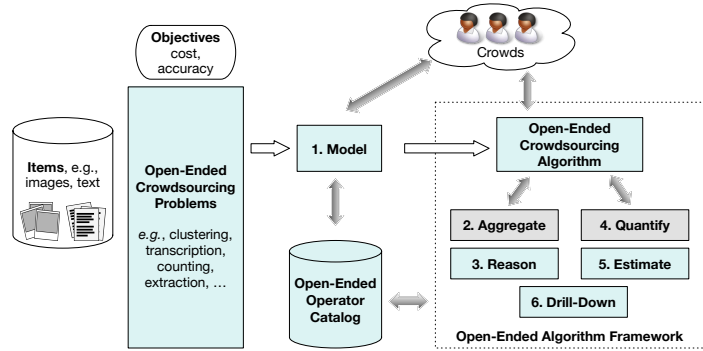 Objectives
cost,
accuracy
Crowds
Items, e.g.,
images, text
Open-Ended
Crowdsourcing
Problems
e.g., clustering,
transcription,
counting,
extraction, …
1. Model
Open-Ended
Operator
Catalog
Open-Ended
Crowdsourcing
Algorithm
2. Aggregate
4. Quantify
3. Reason
5. Estimate
6. Drill-Down
Open-Ended Algorithm Framework